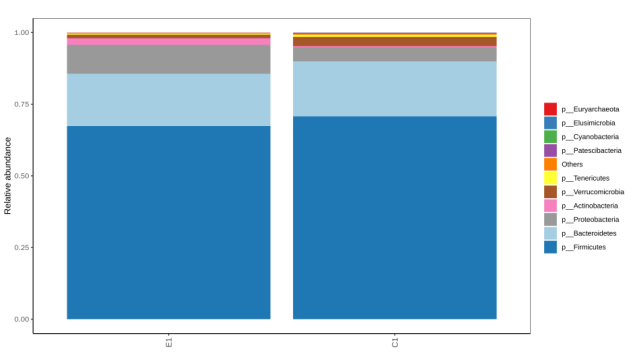 1.00
0.75
0.50
0.25
0.00
Relative abundance
E1
C1
p__Euryarchaeota
p__Elusimicrobia
p__Cyanobacteria
p__Patescibacteria
Others
p__Tenericutes
p__Verrucomicrobia
p__Actinobacteria
p__Proteobacteria
p__Bacteroidetes
p__Firmicutes